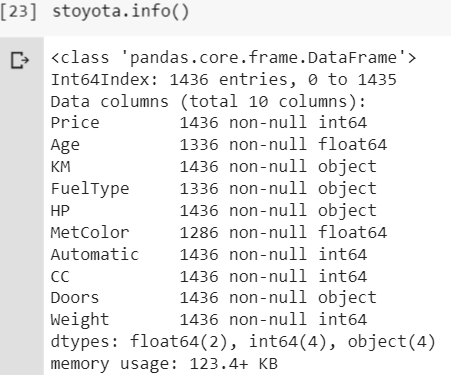 [23] stoyota.info()
<class 'pandas.core.frame.DataFrame'>
Int64Index: 1436 entries, 0 to 1435
Data columns (total 10 columns):
Price        1436 non-null int64
Age          1336 non-null float64
KM           1436 non-null object
FuelType     1336 non-null object
HP           1436 non-null object
MetColor     1286 non-null float64
Automatic    1436 non-null int64
CC           1436 non-null int64
Doors        1436 non-null object
Weight       1436 non-null int64
dtypes: float64(2), int64(4), object(4)
memory usage: 123.4+ KB